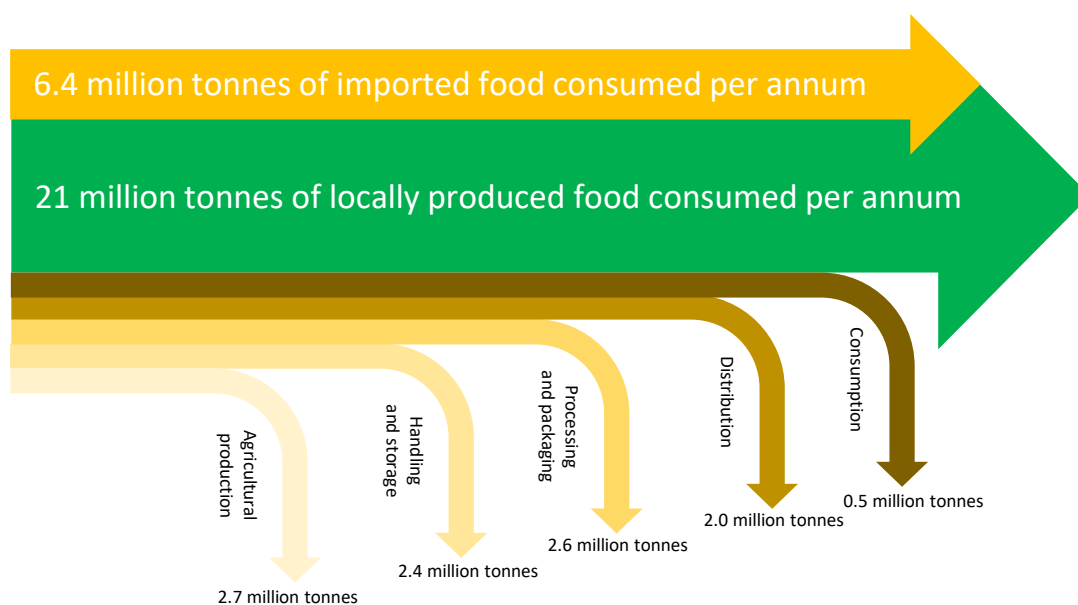 6.4 million tonnes of imported food consumed per annum
21 million tonnes of locally produced food consumed per annum
Agricultural
production
2.7 million tonnes
Handling
and storage
2.4 million tonnes
Processing
and packaging
2.6 million tonnes
Distribution
2.0 million tonnes
Consumption
0.5 million tonnes